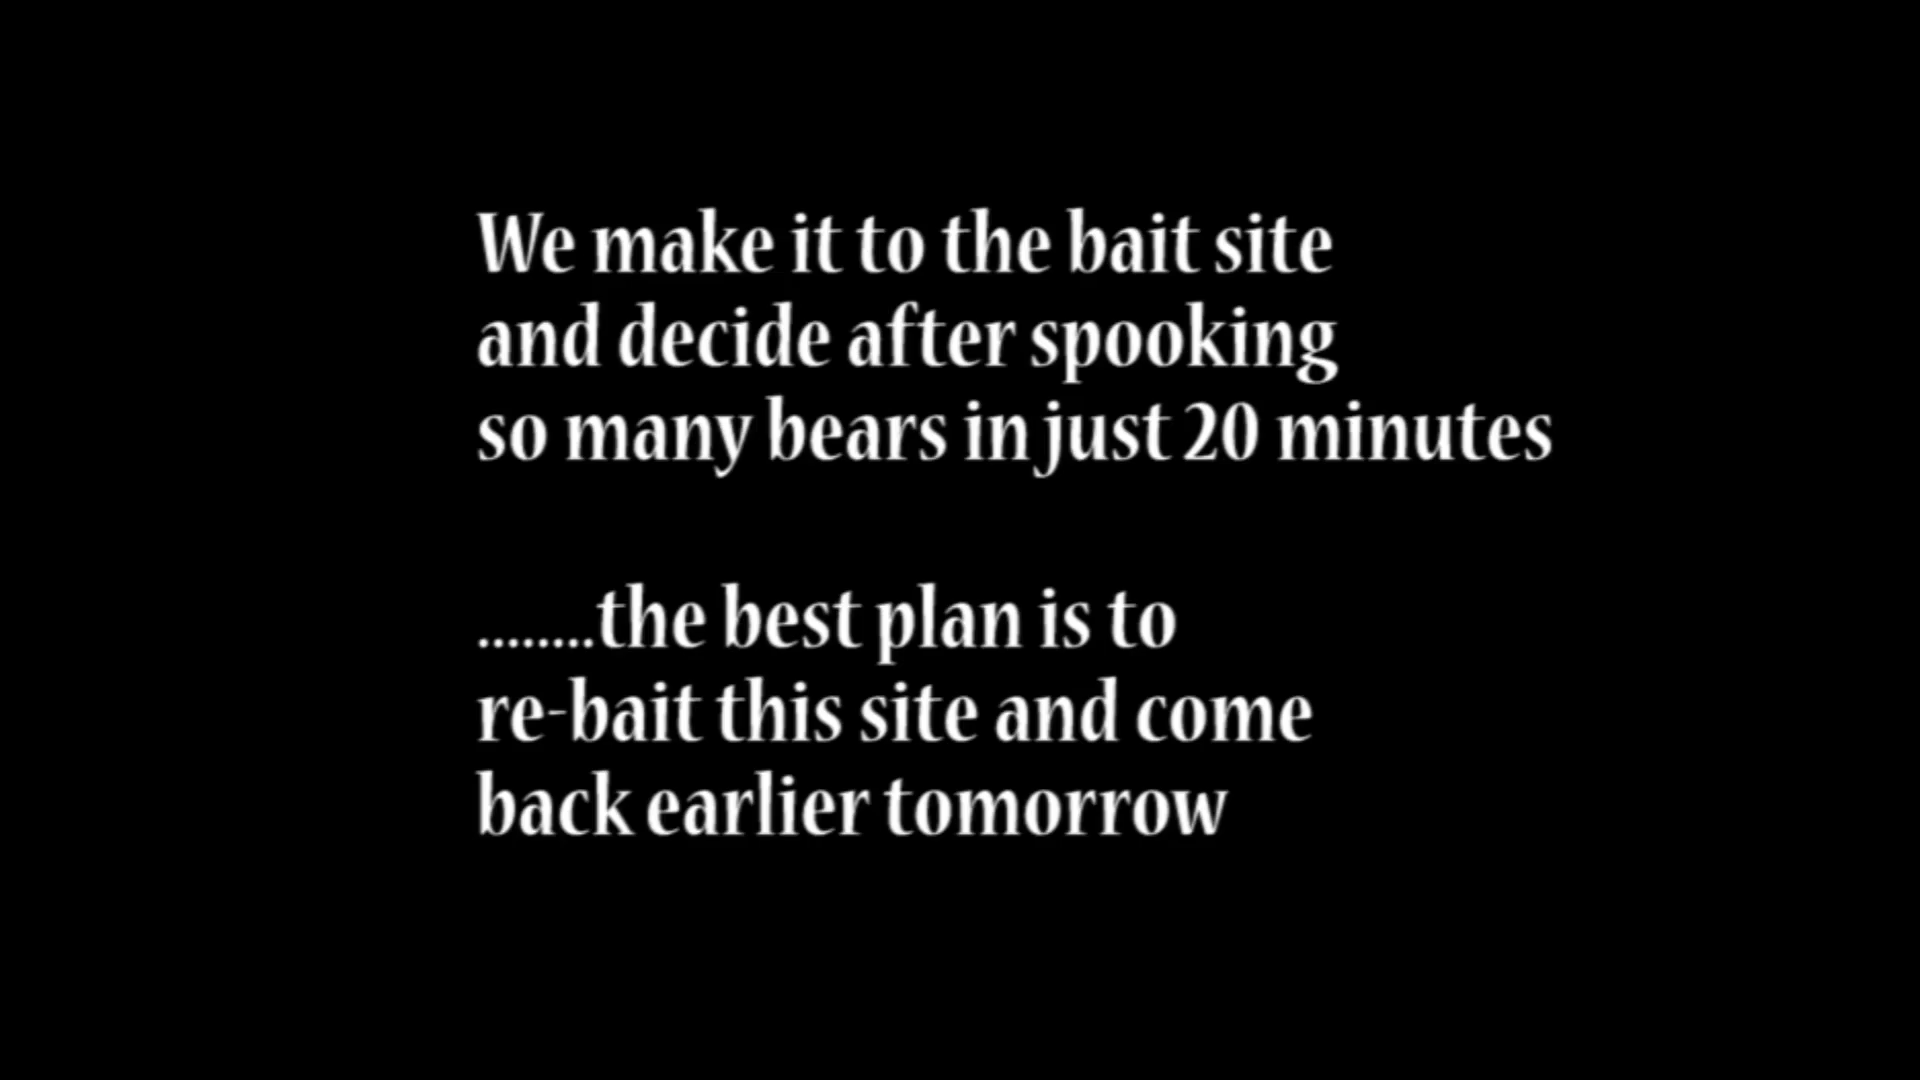 We make it to the bait site
and decide after spooking
so many bears in just 20 minutes
........the best plan is to
re-bait this site and come
back earlier tomorrow